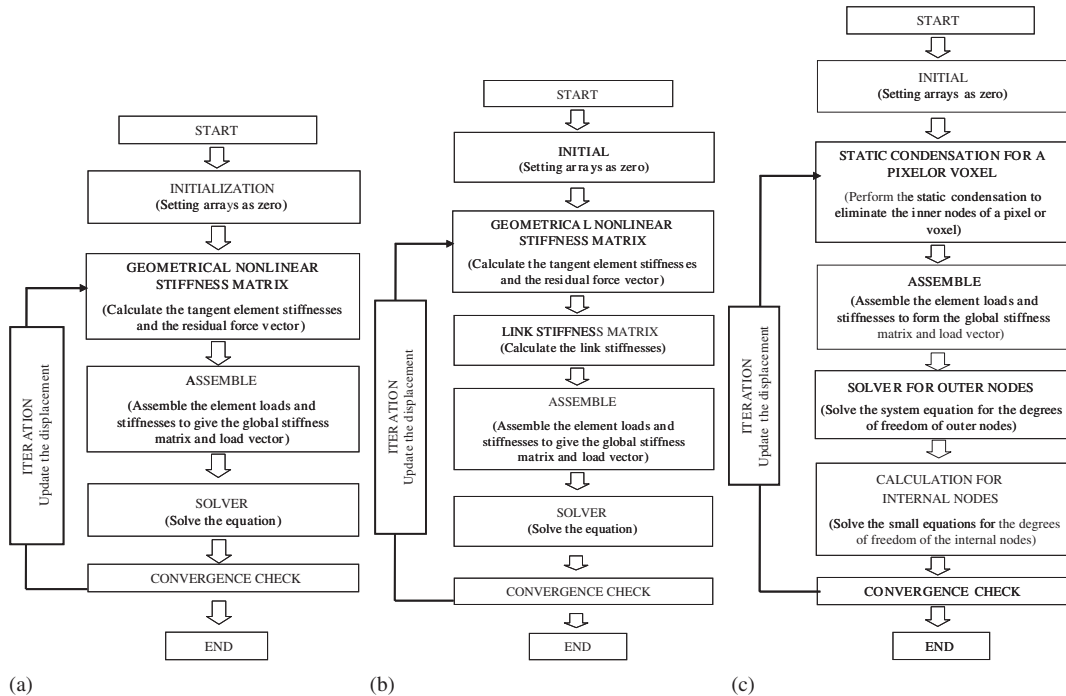 START
INITIALIZATION
(Setting arrays as zero)
GEOMETRICAL NONLINEAR
STIFFNESS MATRIX
(Calculate the tangent element stiffnesses
and the residual force vector)
ITERATION
Update the displacement
ASSEMBLE
(Assemble the element loads and
stiffnesses to give the global stiffness
matrix and load vector)
SOLVER
(Solve the equation)
CONVERGENCE CHECK
END
(a)
START
INITIAL
(Setting arrays as zero)
GEOMETRICAL NONLINEAR
STIFFNESS MATRIX
(Calculate the tangent element stiffnesses
and the residual force vector)
ITERATION
Update the displacement
LINK STIFFNESS MATRIX
(Calculate the link stiffnesses)
ASSEMBLE
(Assemble the element loads and
stiffnesses to give the global stiffness
matrix and load vector)
SOLVER
(Solve the equation)
CONVERGENCE CHECK
END
(b)
START
INITIAL
(Setting arrays as zero)
STATIC CONDENSATION FOR A
PIXELOR VOXEL
(Perform the static condensation to
eliminate the inner nodes of a pixel or
voxel)
ITERATION
Update the displacement
ASSEMBLE
(Assemble the element loads and
stiffnesses to form the global stiffness
matrix and load vector)
SOLVER FOR OUTER NODES
(Solve the system equation for the degrees
of freedom of outer nodes)
CALCULATION FOR
INTERNAL NODES
(Solve the small equations for the degrees
of freedom of the internal nodes)
CONVERGENCE CHECK
END
(c)